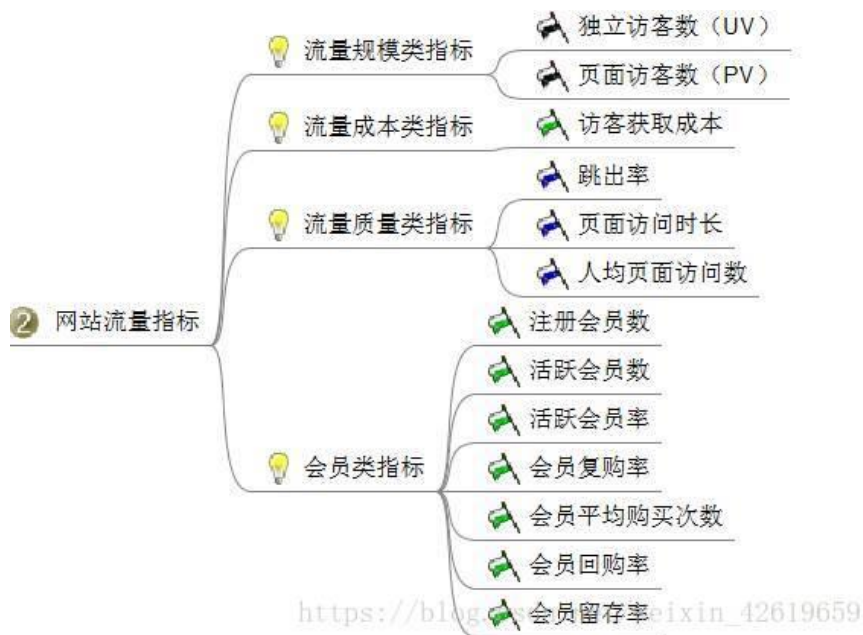 独立访客数（UV）
流量规模类指标
页面访客数（PV）
流量成本类指标
访客获取成本
跳出率
流量质量类指标
页面访问时长
人均页面访问数
2 网站流量指标
注册会员数
活跃会员数
活跃会员率
会员类指标
会员复购率
会员平均购买次数
会员回购率
会员留存率